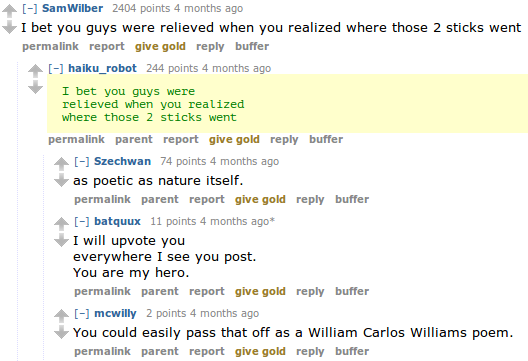 [–] SamWilber 2404 points 4 months ago
I bet you guys were relieved when you realized where those 2 sticks went
permalink report give gold reply buffer
[–] haiku_robot 244 points 4 months ago
I bet you guys were
relieved when you realized
where those 2 sticks went
permalink parent report give gold reply buffer
[–] Szechwan 74 points 4 months ago
as poetic as nature itself.
permalink parent report give gold reply buffer
[–] batquux 11 points 4 months ago*
I will upvote you
everywhere I see you post.
You are my hero.
permalink parent report give gold reply buffer
[–] mcwilly 2 points 4 months ago
You could easily pass that off as a William Carlos Williams poem.
permalink parent report give gold reply buffer